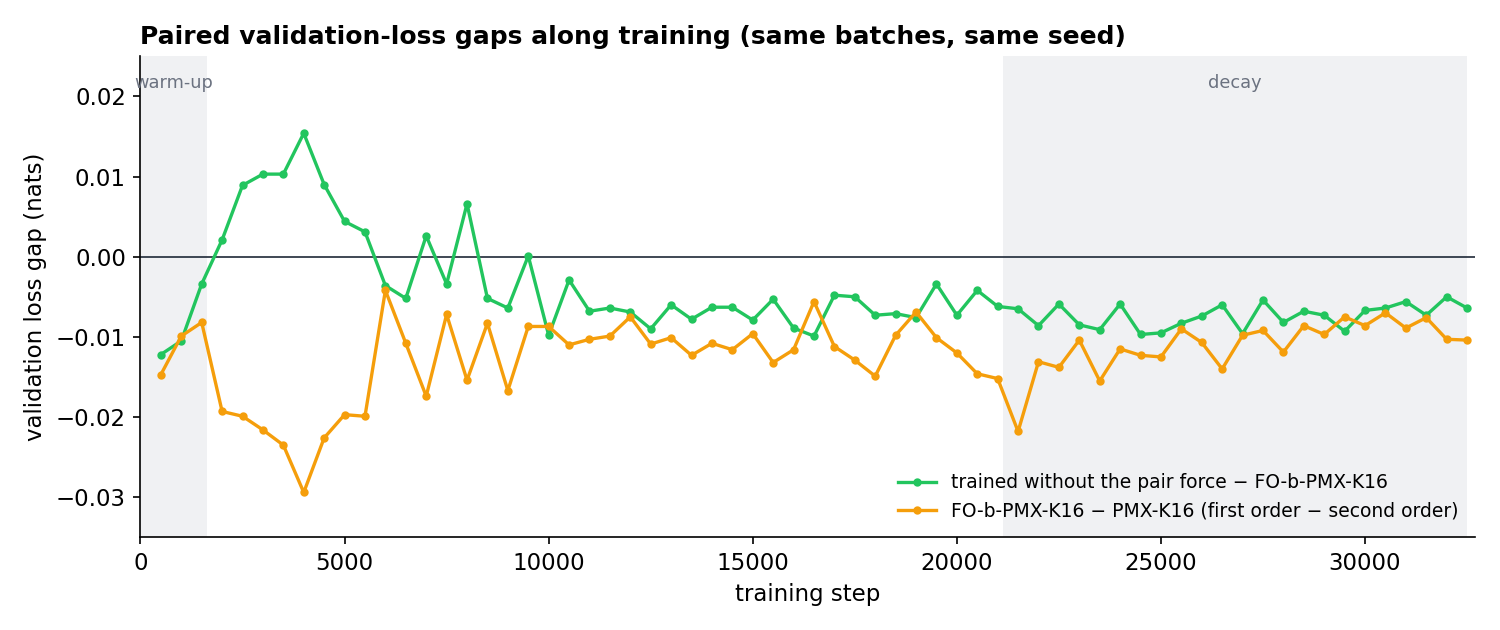 Paired validation-loss gaps along training (same batches, same seed)
warm-up
decay
validation loss gap (nats)
0.02
0.01
0.00
−0.01
−0.02
−0.03
trained without the pair force − FO-b-PMX-K16
FO-b-PMX-K16 − PMX-K16 (first order − second order)
0 5000 10000 15000 20000 25000 30000
training step